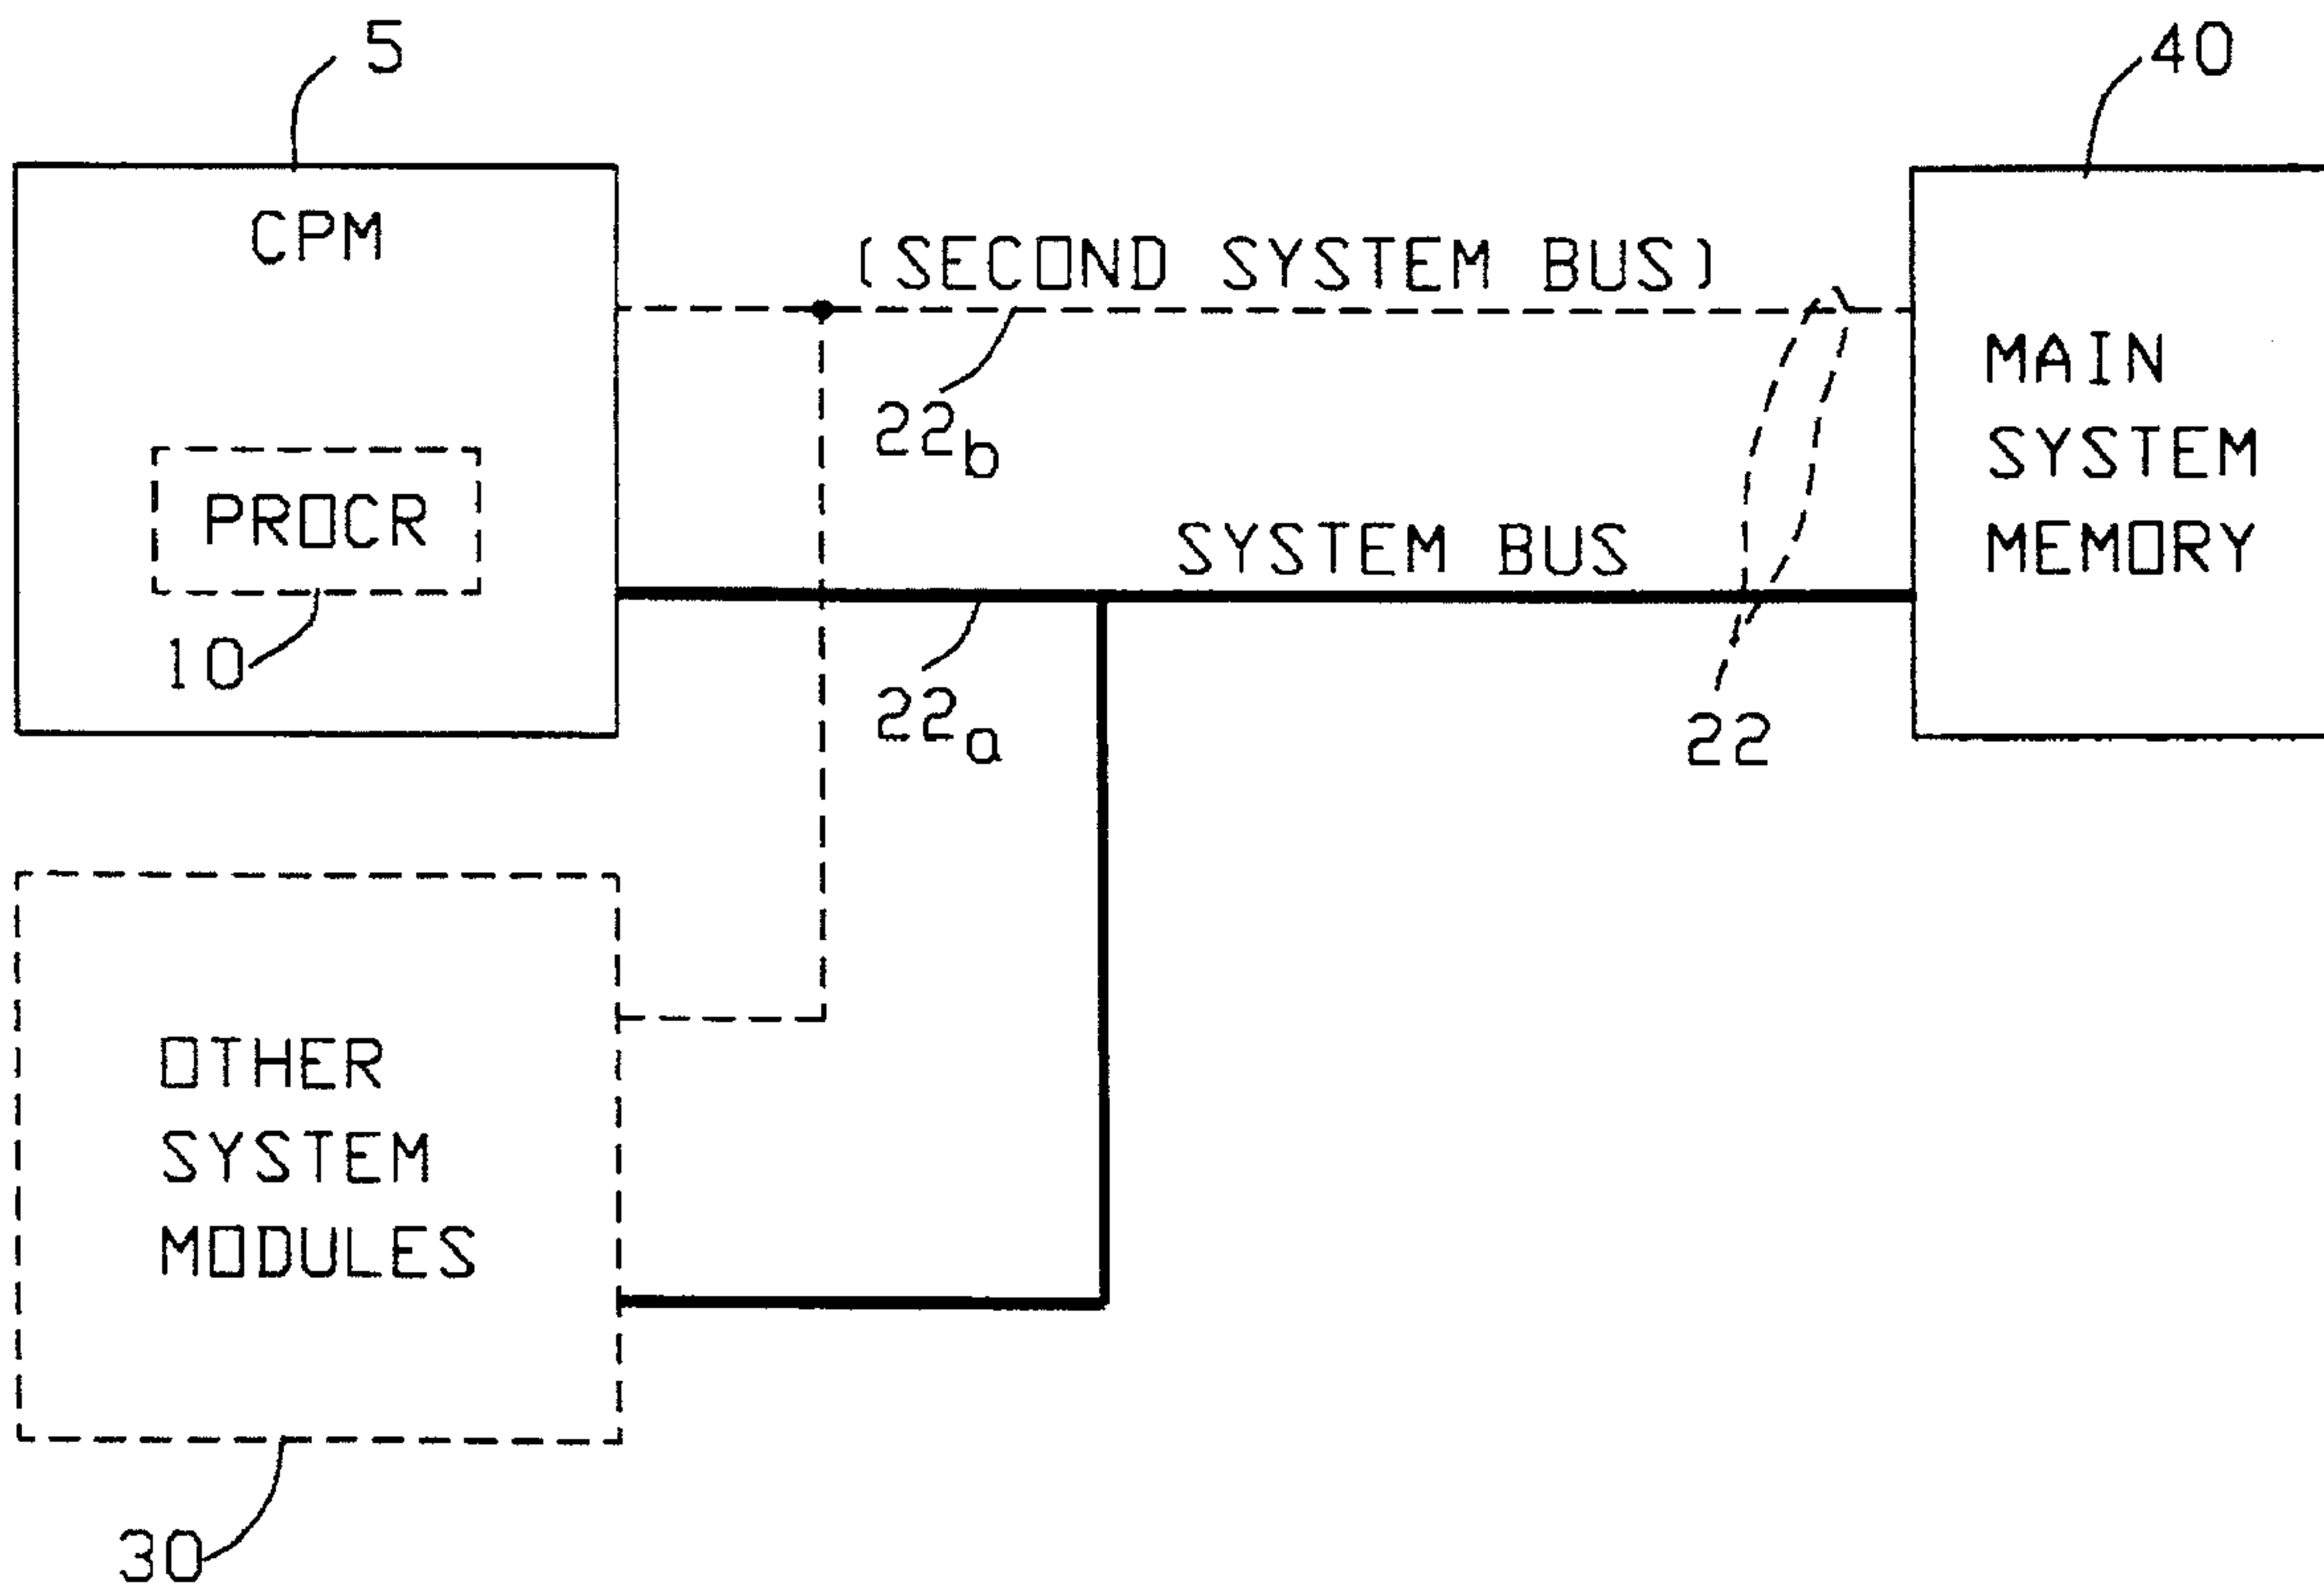 5
40
CPM
(SECOND SYSTEM BUS)
MAIN
SYSTEM
MEMORY
22b
PROCR
SYSTEM BUS
10
22a
22
OTHER
SYSTEM
MODULES
30